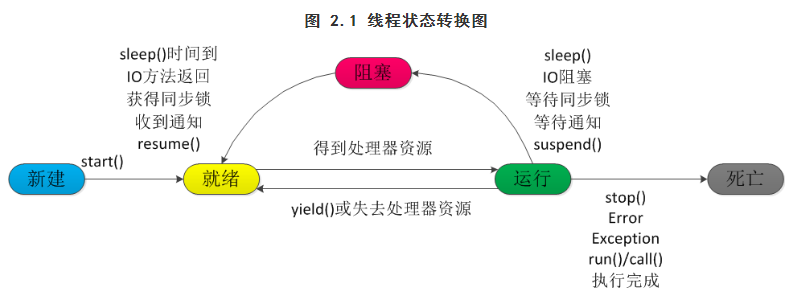 图 2.1 线程状态转换图
sleep()时间到
IO方法返回
获得同步锁
收到通知
resume()
阻塞
sleep()
IO阻塞
等待同步锁
等待通知
suspend()
新建
start()
就绪
得到处理器资源
yield()或失去处理器资源
运行
死亡
stop()
Error
Exception
run()/call()
执行完成